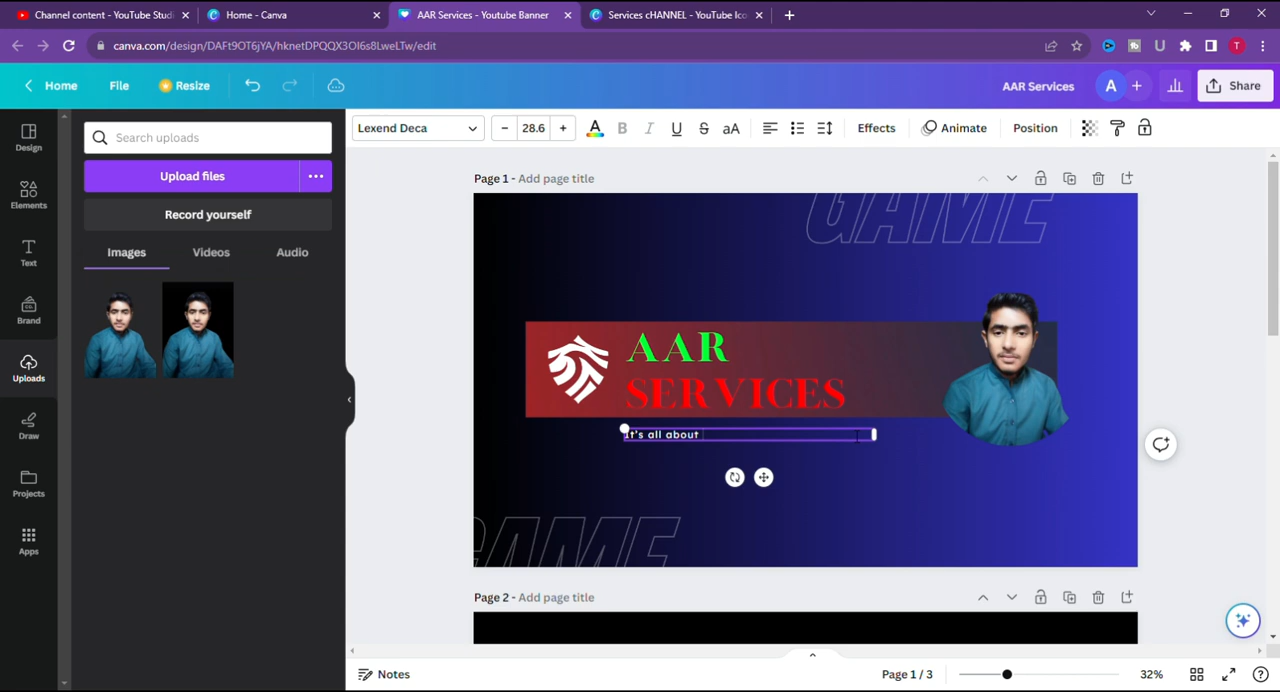 Channel content - YouTube Studi
Home - Canva
AAR Services - Youtube Banner
Services cHANNEL - YouTube Ico
canva.com/design/DAFt9OT6jYA/hknetDPQQX3OI6s8LweLTw/edit
T
Home
File
Resize
AAR Services
A
Share
Design
Elements
Text
Brand
Uploads
Draw
Projects
Apps
Search uploads
Upload files
Record yourself
Images
Videos
Audio
Lexend Deca
28.6
A
B
I
U
S
aA
Effects
Animate
Position
Page 1 - Add page title
GAME
AAR
SERVICES
It's all about
GAME
Page 2 - Add page title
Notes
Page 1 / 3
32%